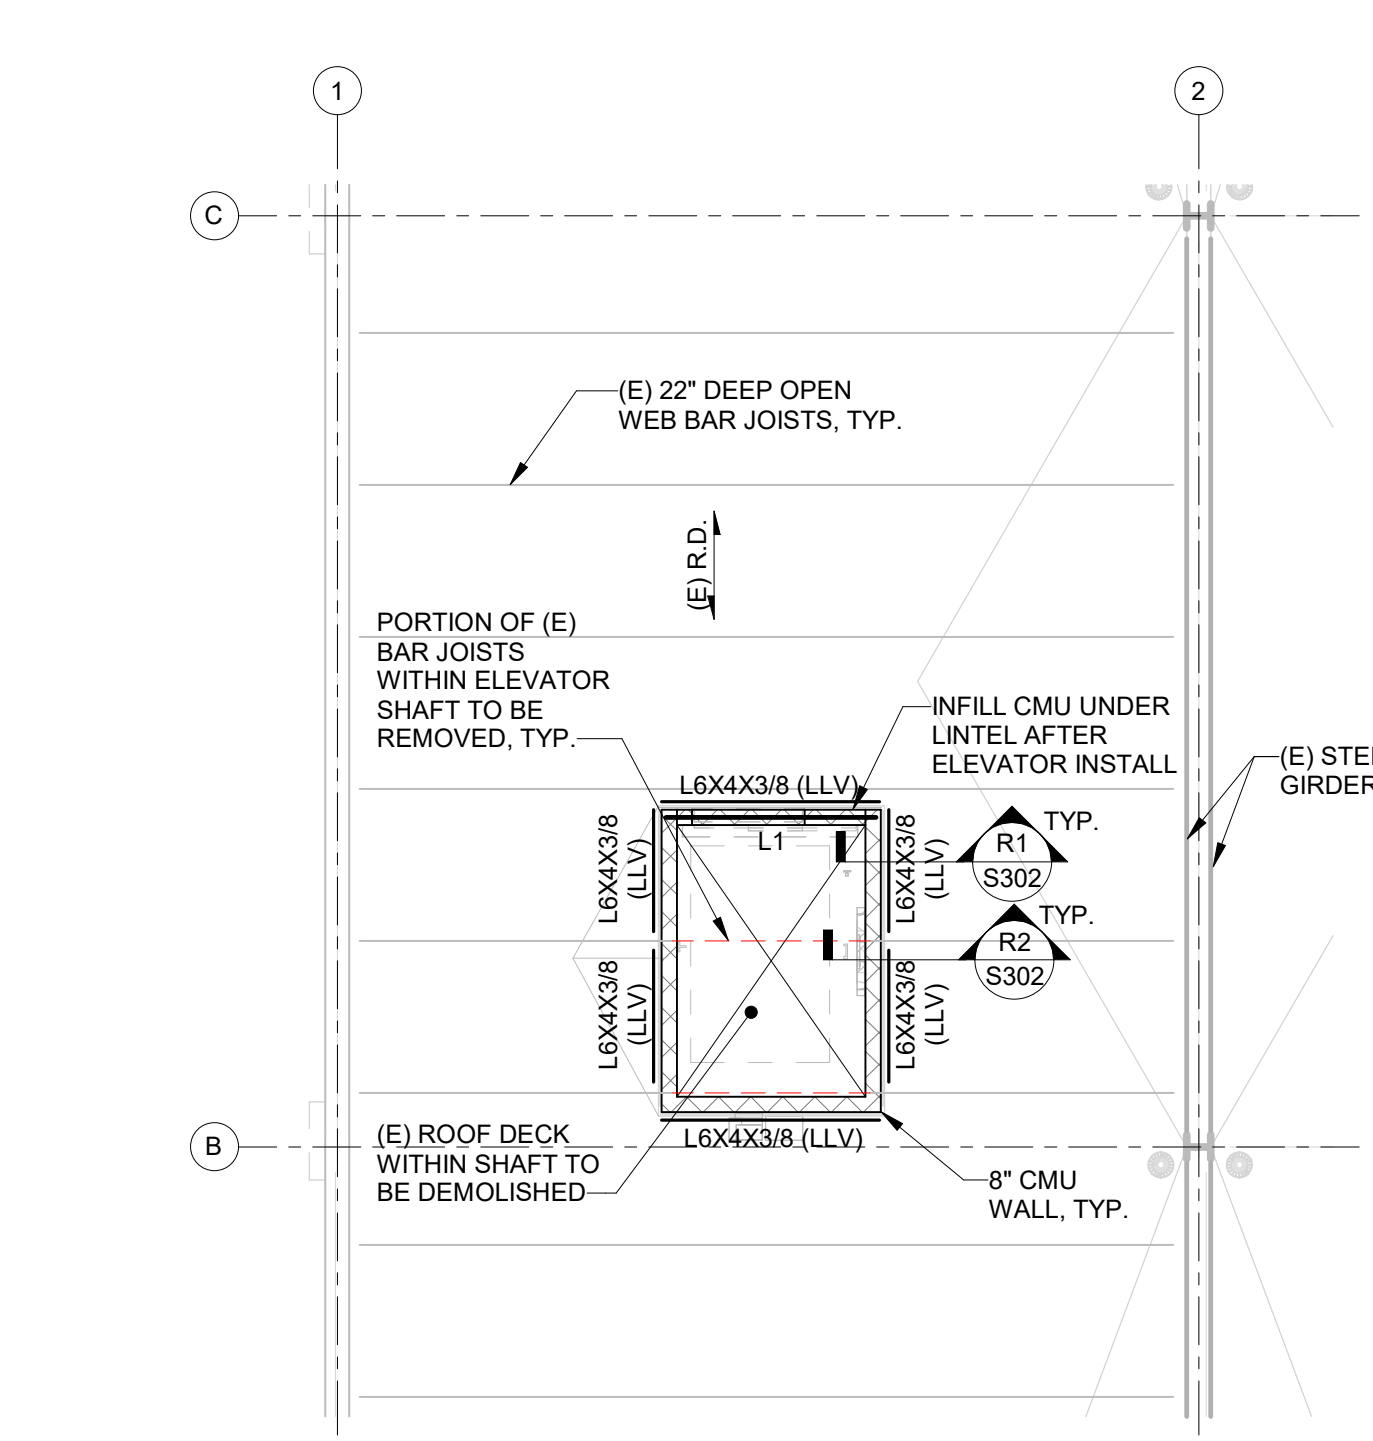 1
2
C
(E) 22" DEEP OPEN
WEB BAR JOISTS, TYP.
(E) R.D.
PORTION OF (E)
BAR JOISTS
WITHIN ELEVATOR
SHAFT TO BE
REMOVED, TYP.
INFILL CMU UNDER
LINTEL AFTER
ELEVATOR INSTALL
(E) STE
GIRDER
L6X4X3/8 (LLV)
L6X4X3/8
(LLV)
L1
L6X4X3/8
(LLV)
R1
S302
TYP.
R2
S302
TYP.
L6X4X3/8
(LLV)
L6X4X3/8
(LLV)
B
(E) ROOF DECK
WITHIN SHAFT TO
BE DEMOLISHED
L6X4X3/8 (LLV)
8" CMU
WALL, TYP.